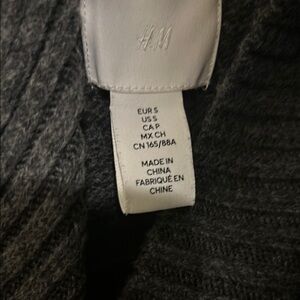 H&M
EUR S
US S
CA P
MX CH
CN 165/88A
MADE IN
CHINA
FABRIQUÉ EN
CHINE